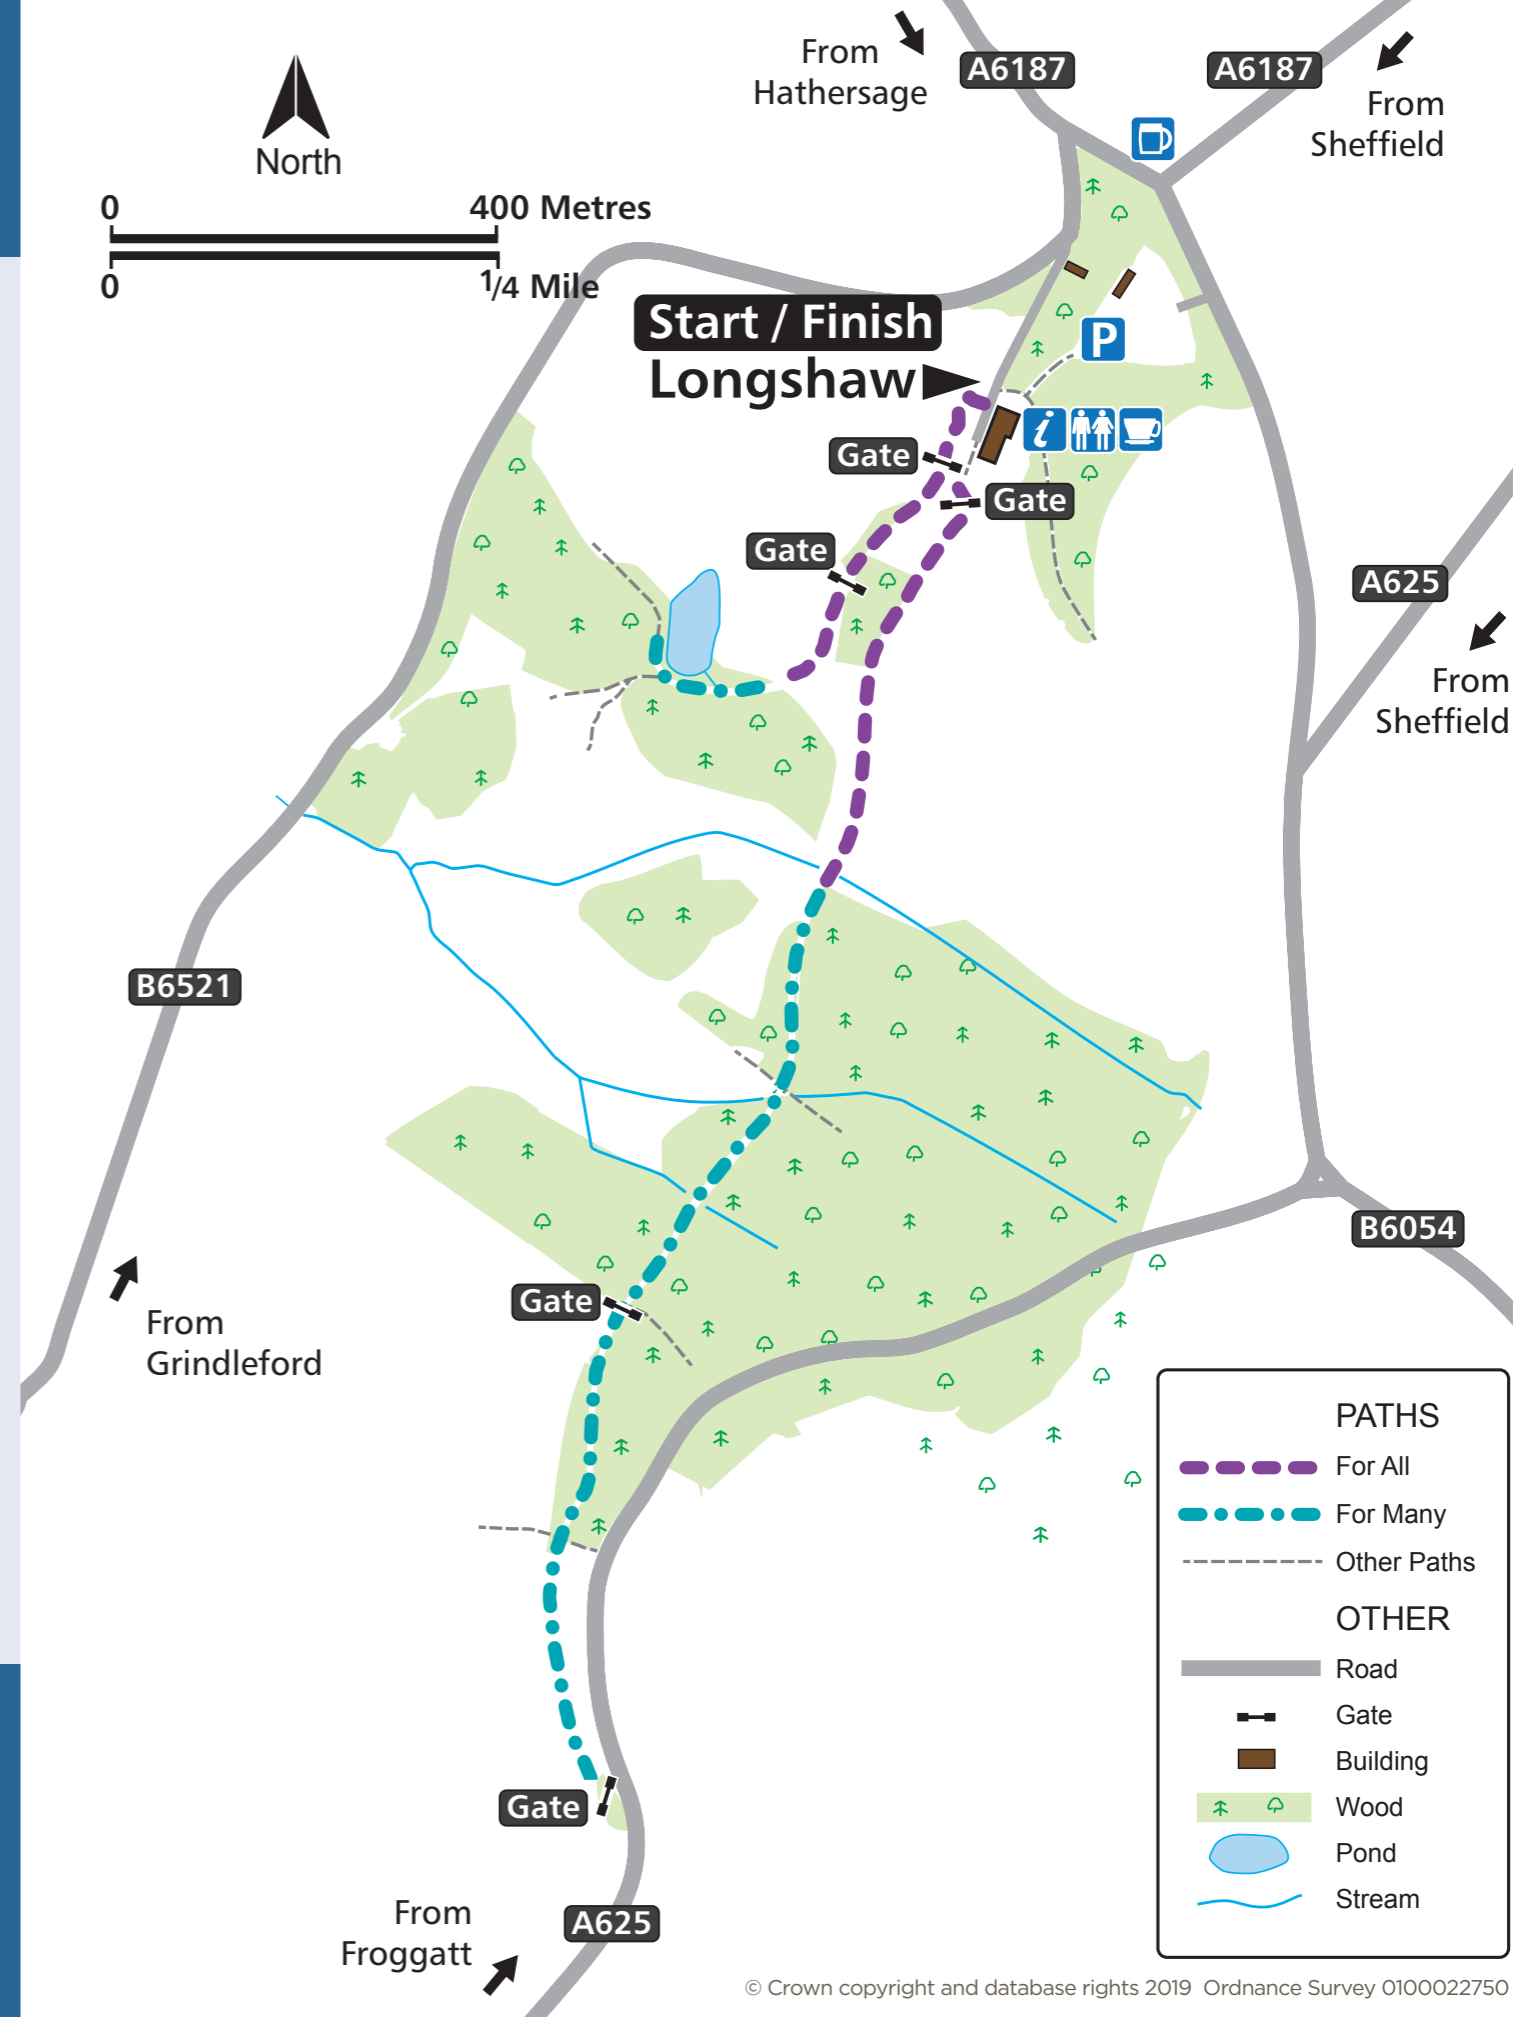 From
Hathersage
A6187
A6187
From
Sheffield
North
0
400 Metres
0
1/4 Mile
Start / Finish
Longshaw
P
i
Gate
Gate
Gate
A625
From
Sheffield
B6521
B6054
Gate
From
Grindleford
Gate
From
Froggatt
A625
PATHS
For All
For Many
Other Paths
OTHER
Road
Gate
Building
Wood
Pond
Stream
© Crown copyright and database rights 2019 Ordnance Survey 0100022750